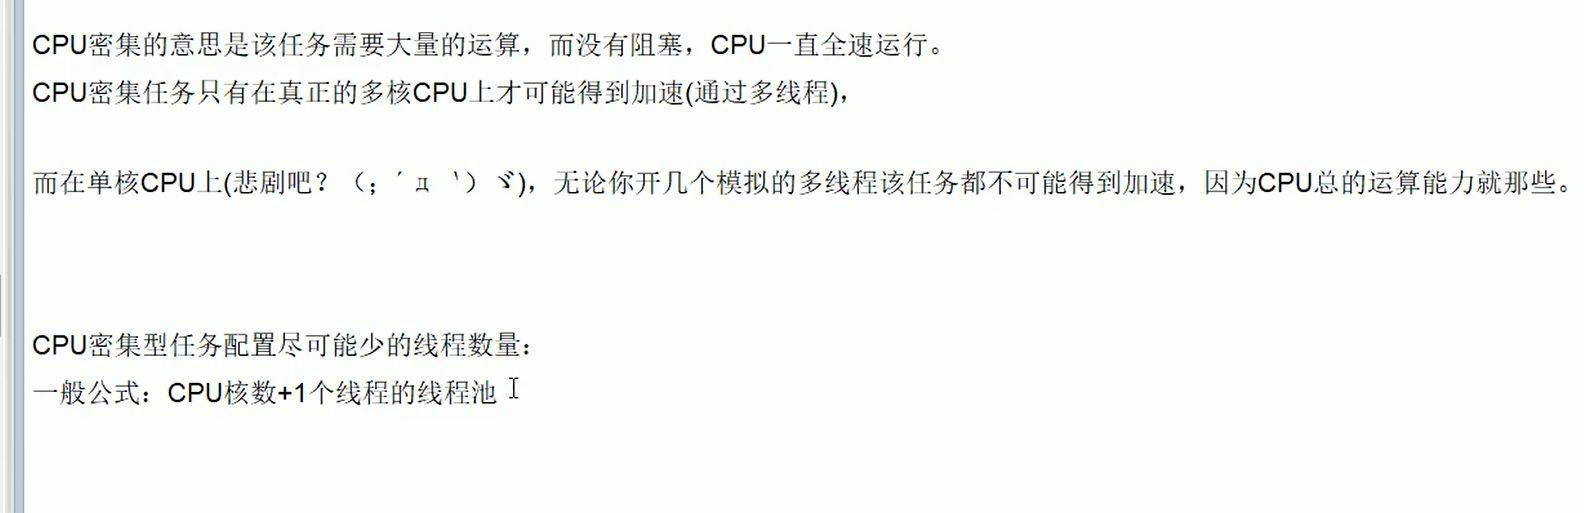 CPU密集的意思是该任务需要大量的运算，而没有阻塞，CPU一直全速运行。
CPU密集任务只有在真正的多核CPU上才可能得到加速(通过多线程)，
而在单核CPU上(悲剧吧？（；´д｀）ゞ)，无论你开几个模拟的多线程该任务都不可能得到加速，因为CPU总的运算能力就那些。
CPU密集型任务配置尽可能少的线程数量：
一般公式：CPU核数+1个线程的线程池